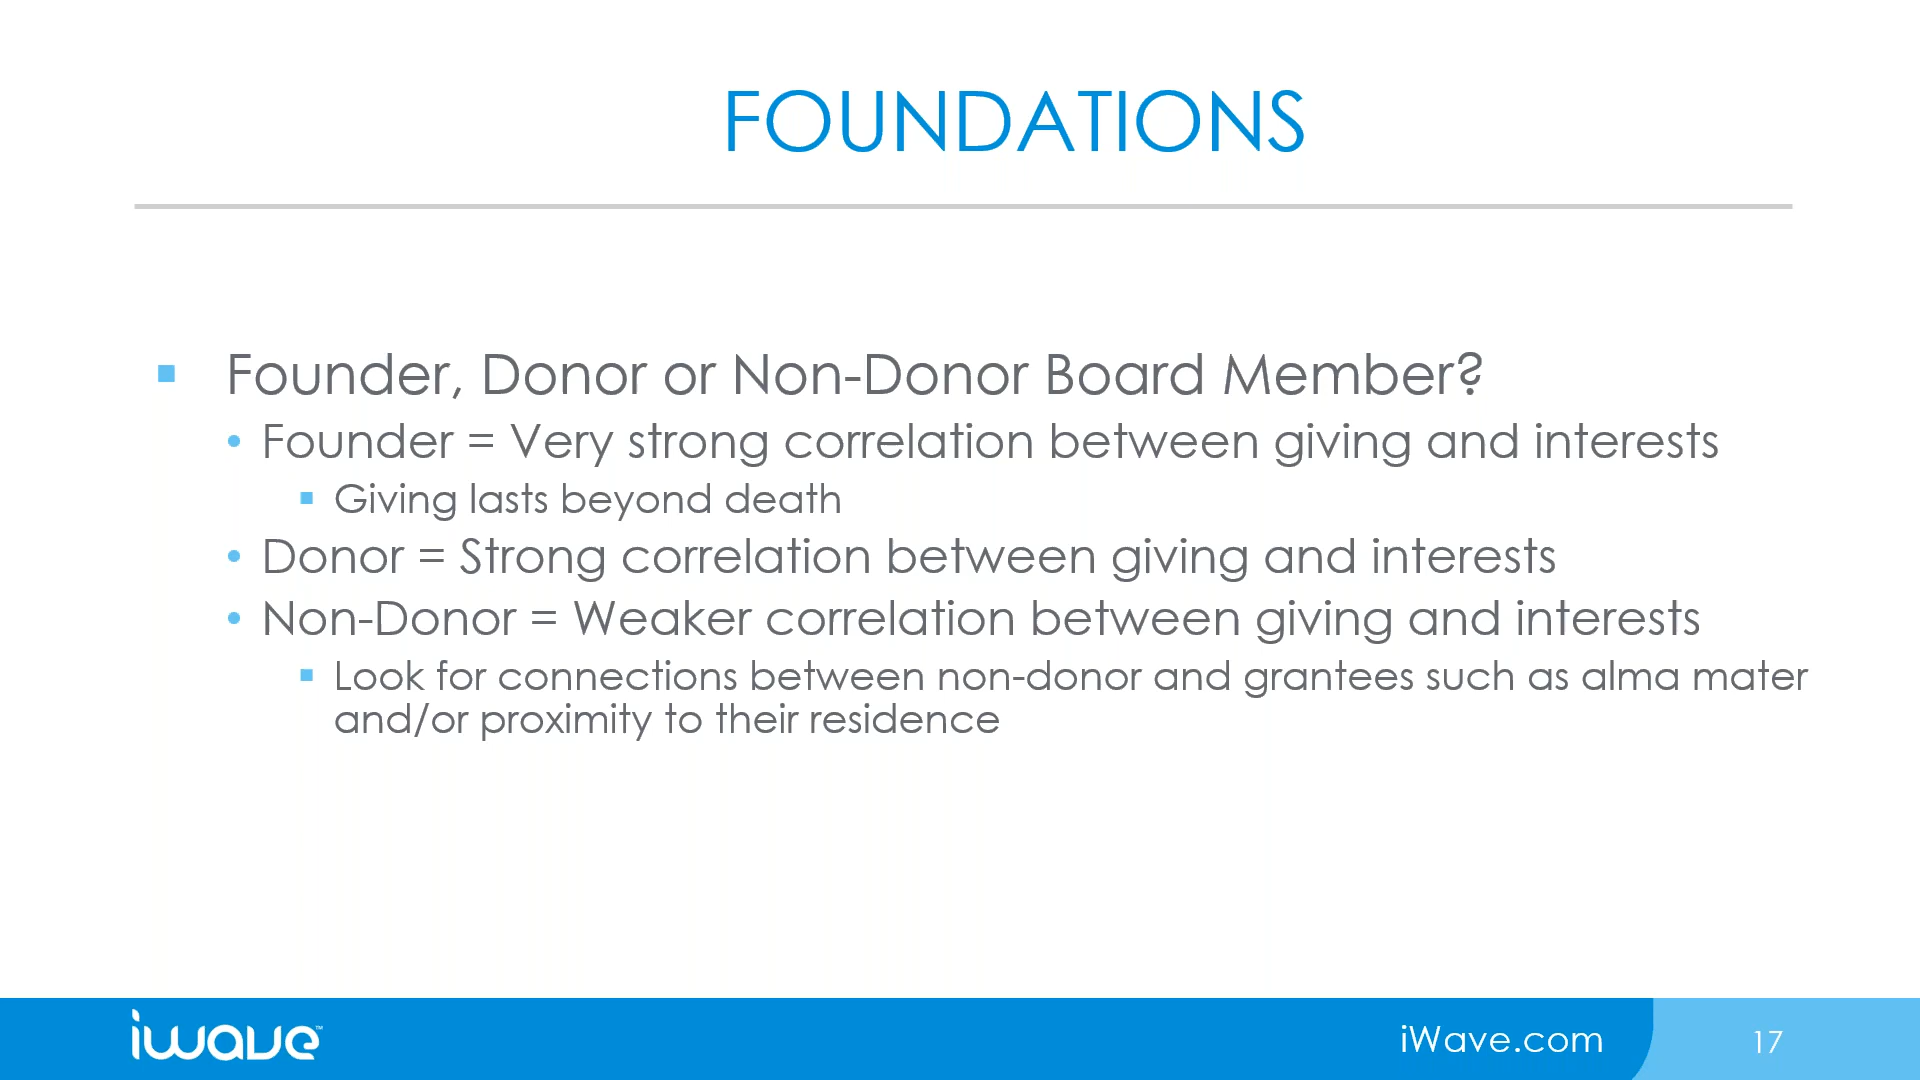 FOUNDATIONS
Founder, Donor or Non-Donor Board Member?
Founder = Very strong correlation between giving and interests
Giving lasts beyond death
Donor = Strong correlation between giving and interests
Non-Donor = Weaker correlation between giving and interests
Look for connections between non-donor and grantees such as alma mater
and/or proximity to their residence
iwave™
iWave.com
17